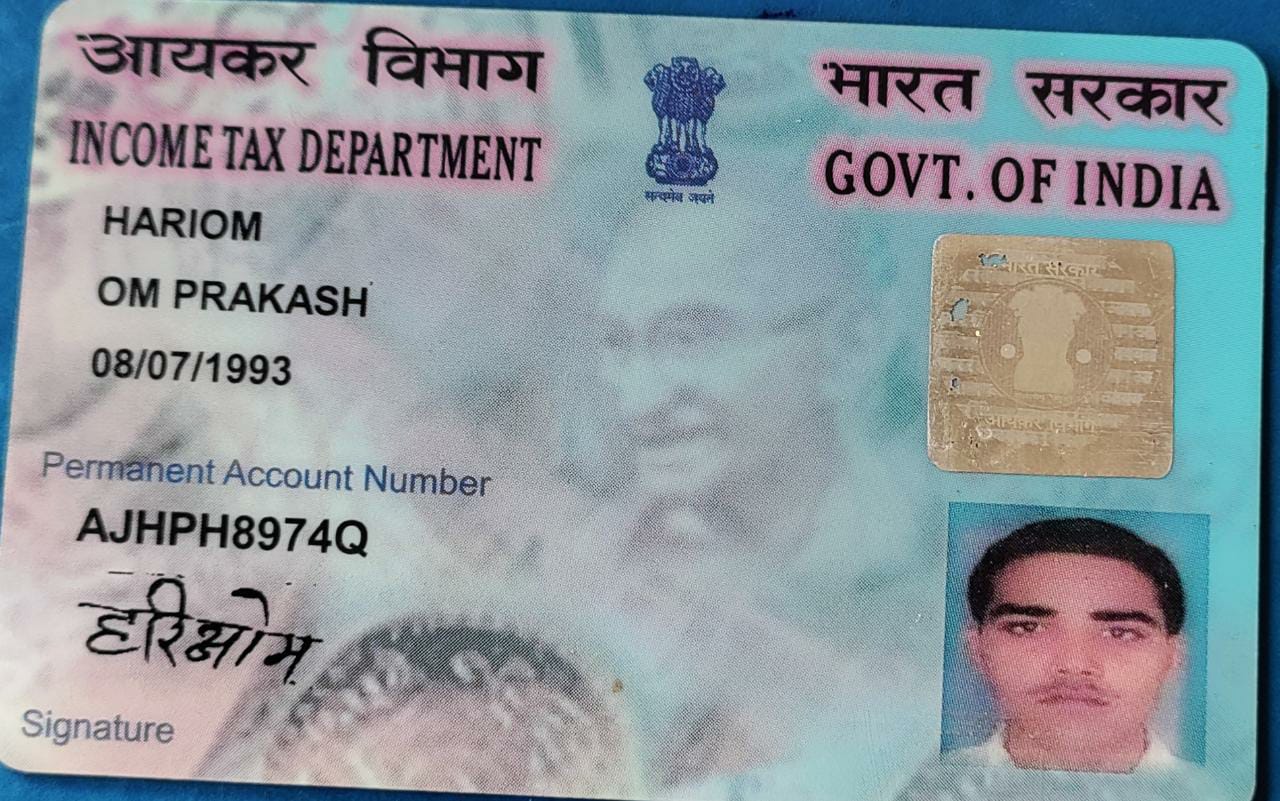 आयकर विभाग
INCOME TAX DEPARTMENT
सत्यमेव जयते
भारत सरकार
GOVT. OF INDIA
HARIOM
OM PRAKASH
08/07/1993
भारत सरकार
आयकर विभाग
Permanent Account Number
AJHPH8974Q
हरिओम
Signature